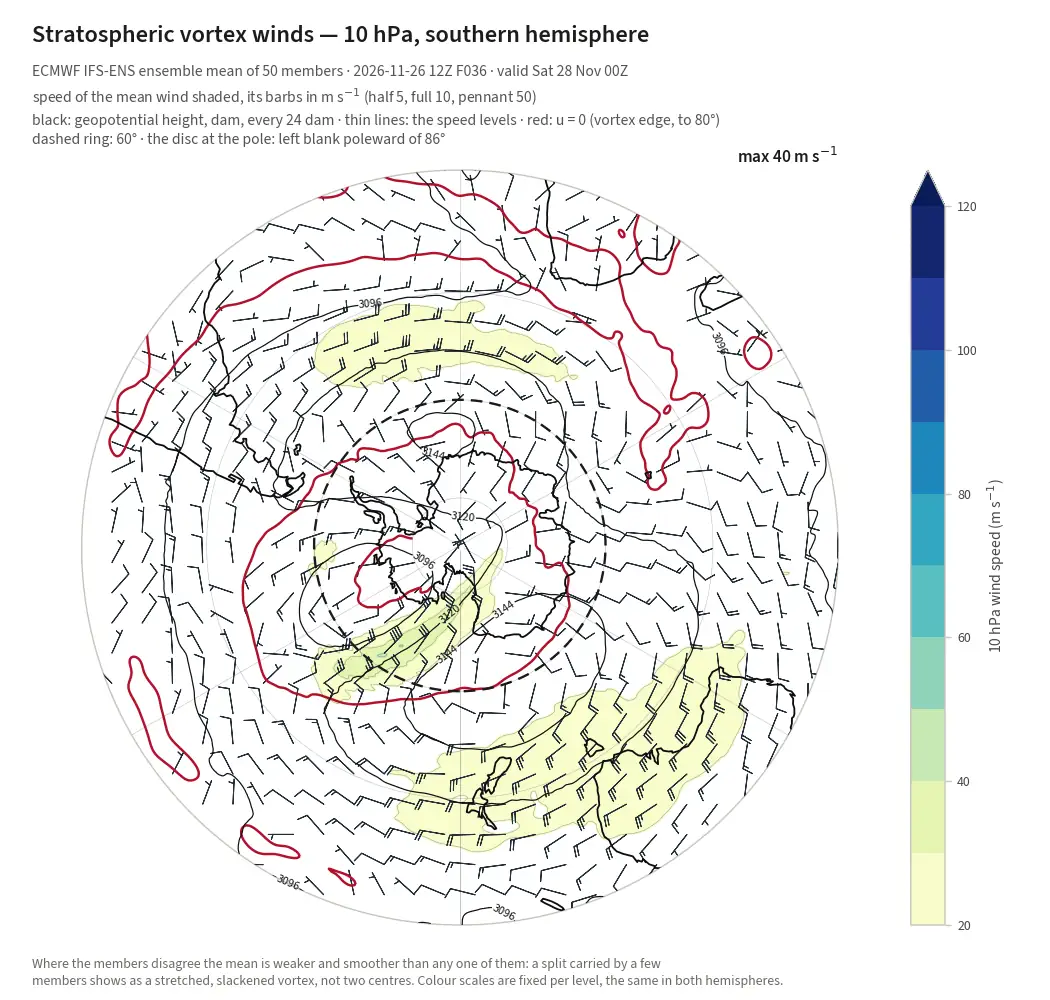 Stratospheric vortex winds — 10 hPa, southern hemisphere
ECMWF IFS-ENS ensemble mean of 50 members · 2026-11-26 12Z F036 · valid Sat 28 Nov 00Z
speed of the mean wind shaded, its barbs in m s⁻¹ (half 5, full 10, pennant 50)
black: geopotential height, dam, every 24 dam · thin lines: the speed levels · red: u = 0 (vortex edge, to 80°)
dashed ring: 60° · the disc at the pole: left blank poleward of 86°
max 40 m s⁻¹
120
100
80
60
40
20
10 hPa wind speed (m s⁻¹)
3096
3096
3144
3120
3096
3120
3144
3144
3096
3096
Where the members disagree the mean is weaker and smoother than any one of them: a split carried by a few
members shows as a stretched, slackened vortex, not two centres. Colour scales are fixed per level, the same in both hemispheres.